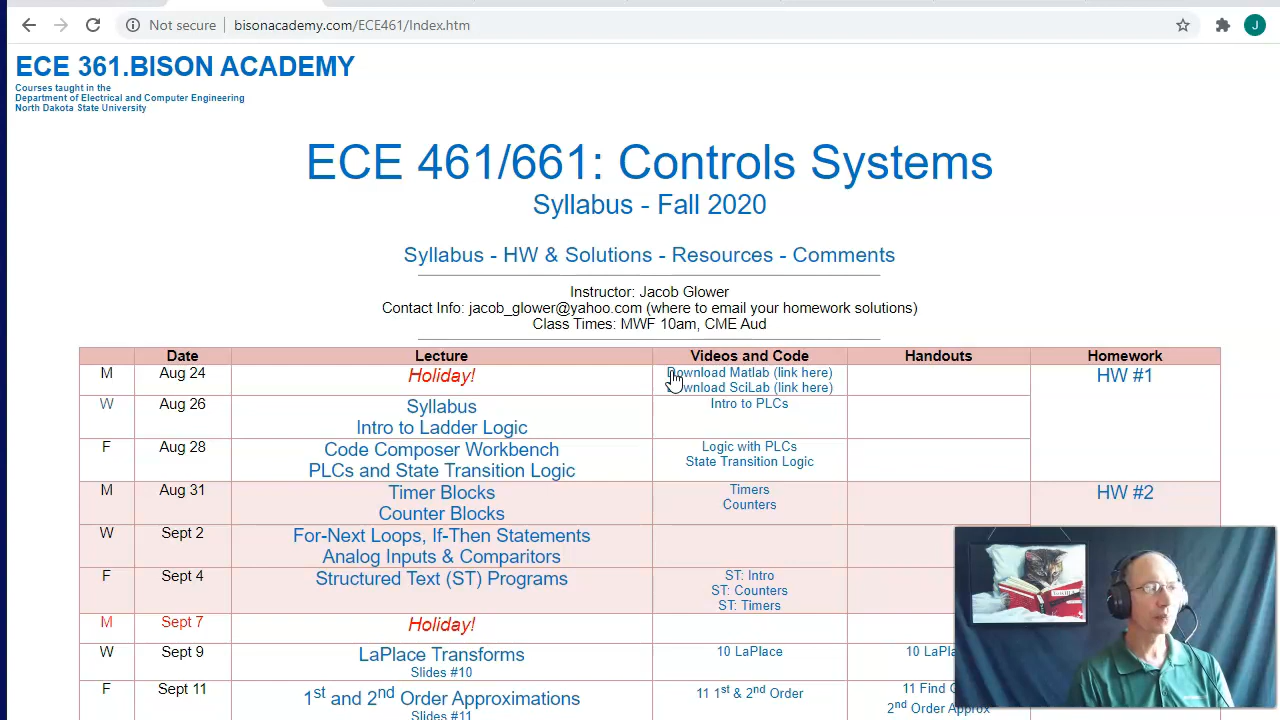 Not secure
bisonacademy.com/ECE461/Index.htm
J
ECE 361.BISON ACADEMY
Courses taught in the
Department of Electrical and Computer Engineering
North Dakota State University
ECE 461/661: Controls Systems
Syllabus - Fall 2020
Syllabus - HW & Solutions - Resources - Comments
Instructor: Jacob Glower
Contact Info: jacob_glower@yahoo.com (where to email your homework solutions)
Class Times: MWF 10am, CME Aud
Date Lecture Videos and Code Handouts Homework
M Aug 24 Holiday! Download Matlab (link here) HW #1
Download SciLab (link here)
W Aug 26 Syllabus Intro to PLCs
Intro to Ladder Logic
F Aug 28 Code Composer Workbench Logic with PLCs
PLCs and State Transition Logic State Transition Logic
M Aug 31 Timer Blocks Timers HW #2
Counter Blocks Counters
W Sept 2 For-Next Loops, If-Then Statements
Analog Inputs & Comparitors
F Sept 4 Structured Text (ST) Programs ST: Intro
ST: Counters
ST: Timers
M Sept 7 Holiday!
W Sept 9 LaPlace Transforms 10 LaPlace 10
Slides #10
F Sept 11 1st and 2nd Order Approximations 11 1st & 2nd Order 11 Find
Slides #11 2nd Order Approx